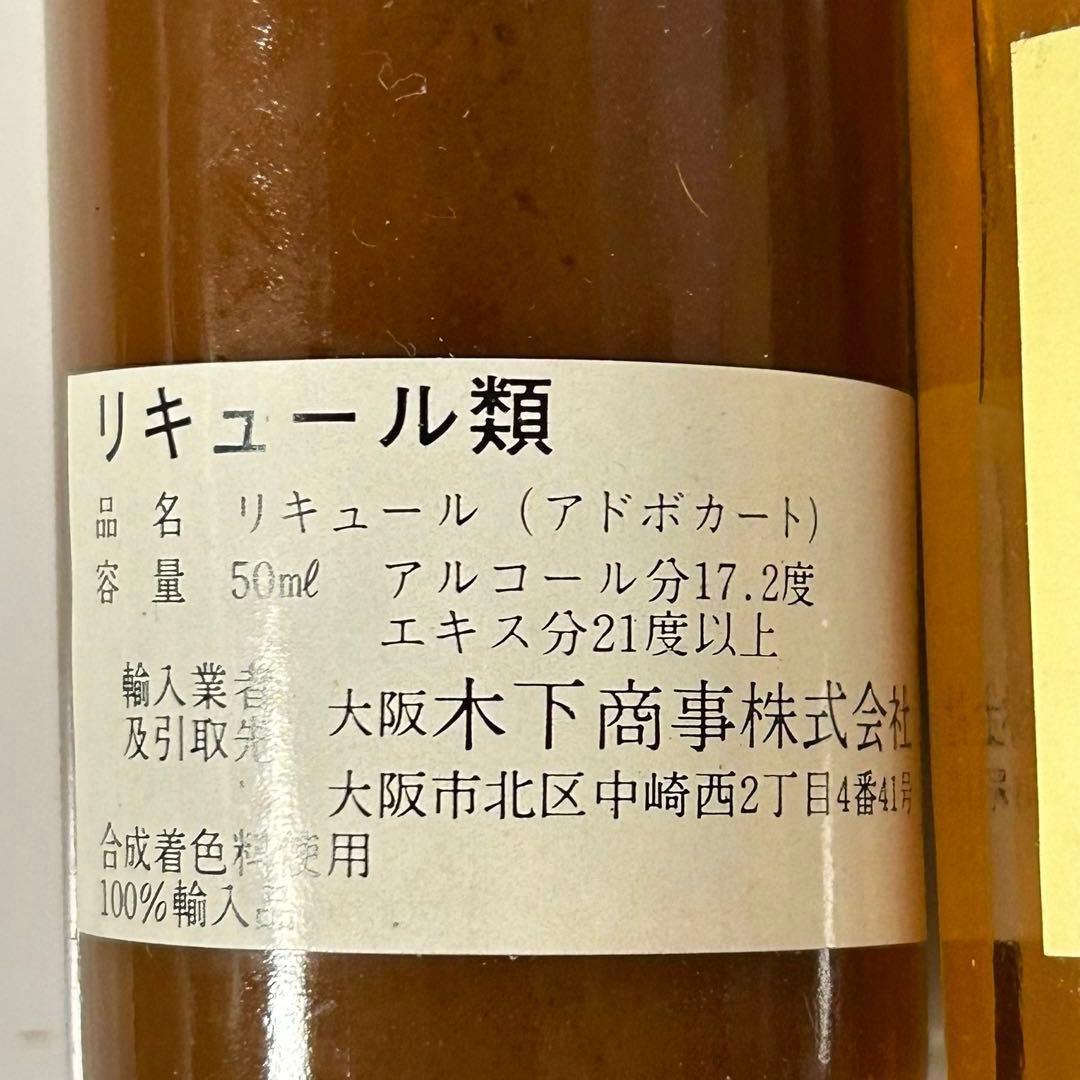 リキュール類
品名 リキュール (アドボカート)
容量 50mℓ アルコール分17.2度
エキス分21度以上
輸入業者
及引取先
大阪木下商事株式会社
大阪市北区中崎西2丁目4番41号
合成着色料使用
100%輸入品